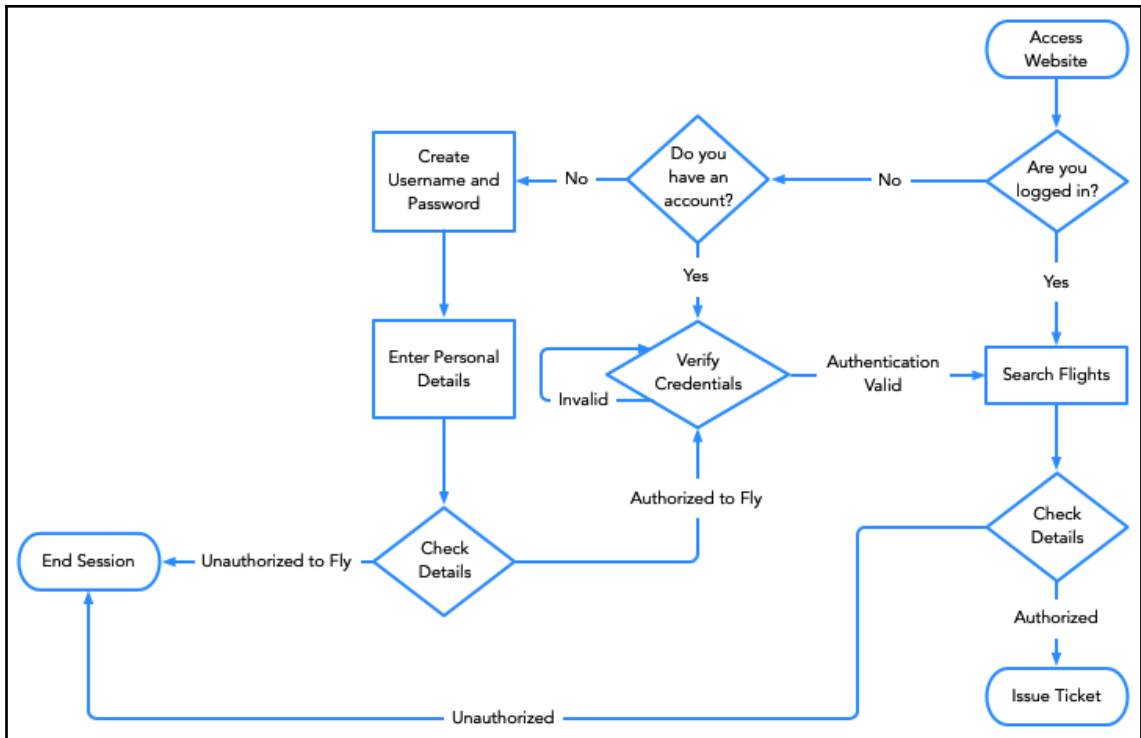 Access
Website
Are you
logged in?
No
Do you
have an
account?
No
Create
Username and
Password
Yes
Yes
Enter Personal
Details
Verify
Credentials
Invalid
Authentication
Valid
Search Flights
Authorized to Fly
Check
Details
Unauthorized to Fly
End Session
Check
Details
Authorized
Unauthorized
Issue Ticket